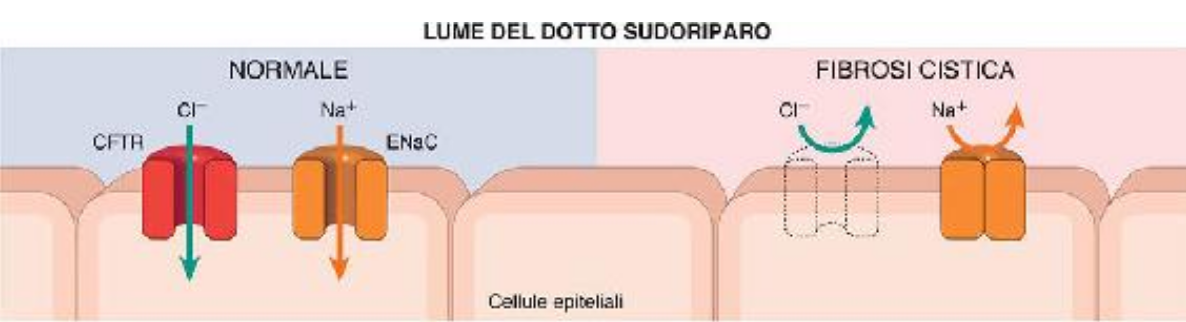 LUME DEL DOTTO SUDORIPARO
NORMALE
FIBROSI CISTICA
Cl⁻
Na⁺
Cl⁻
Na⁺
CFTR
ENaC
Cellule epiteliali